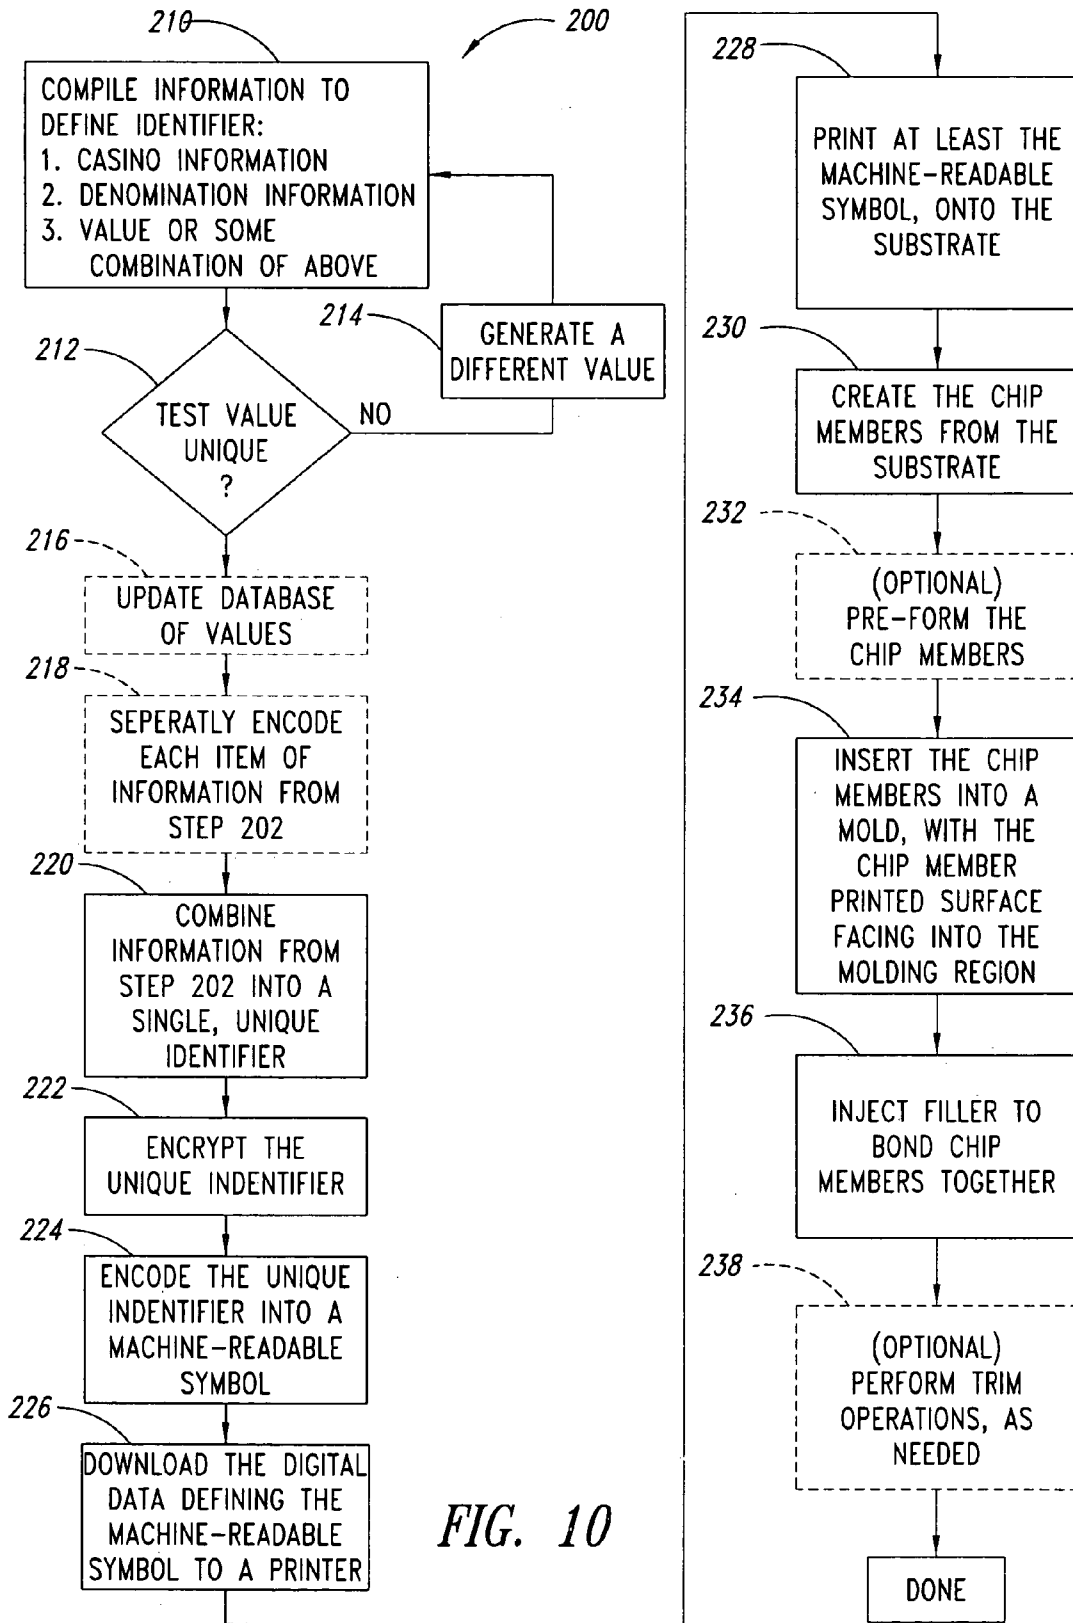 210
200
COMPILE INFORMATION TO
DEFINE IDENTIFIER:
1. CASINO INFORMATION
2. DENOMINATION INFORMATION
3. VALUE OR SOME
COMBINATION OF ABOVE
212
TEST VALUE
UNIQUE
?
NO
214
GENERATE A
DIFFERENT VALUE
216
UPDATE DATABASE
OF VALUES
218
SEPERATLY ENCODE
EACH ITEM OF
INFORMATION FROM
STEP 202
220
COMBINE
INFORMATION FROM
STEP 202 INTO A
SINGLE, UNIQUE
IDENTIFIER
222
ENCRYPT THE
UNIQUE INDENTIFIER
224
ENCODE THE UNIQUE
INDENTIFIER INTO A
MACHINE-READABLE
SYMBOL
226
DOWNLOAD THE DIGITAL
DATA DEFINING THE
MACHINE-READABLE
SYMBOL TO A PRINTER
228
PRINT AT LEAST THE
MACHINE-READABLE
SYMBOL, ONTO THE
SUBSTRATE
230
CREATE THE CHIP
MEMBERS FROM THE
SUBSTRATE
232
(OPTIONAL)
PRE-FORM THE
CHIP MEMBERS
234
INSERT THE CHIP
MEMBERS INTO A
MOLD, WITH THE
CHIP MEMBER
PRINTED SURFACE
FACING INTO THE
MOLDING REGION
236
INJECT FILLER TO
BOND CHIP
MEMBERS TOGETHER
238
(OPTIONAL)
PERFORM TRIM
OPERATIONS, AS
NEEDED
DONE
FIG. 10